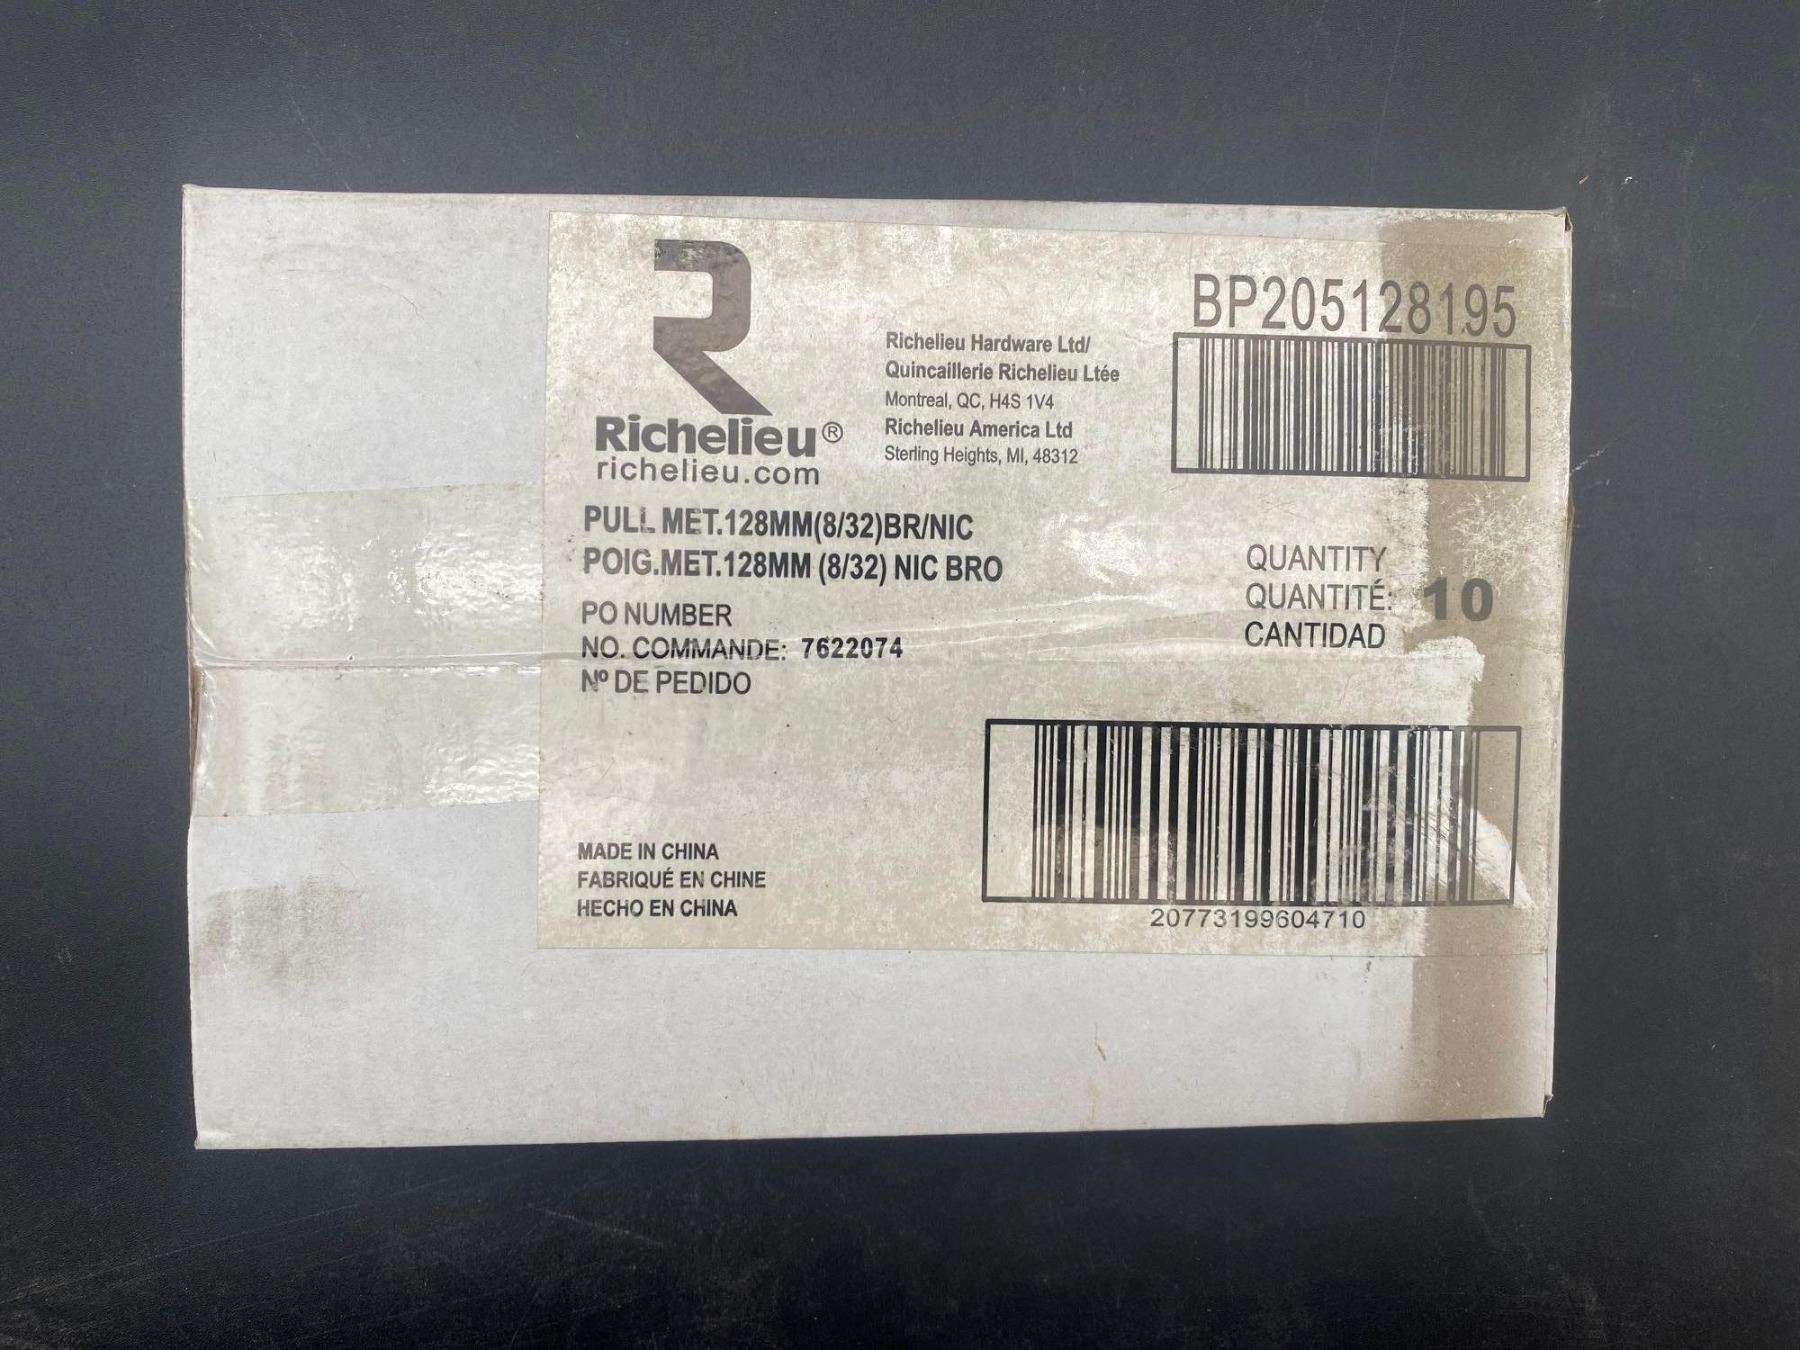 R
Richelieu®
richelieu.com
Richelieu Hardware Ltd/
Quincaillerie Richelieu Ltée
Montreal, QC, H4S 1V4
Richelieu America Ltd
Sterling Heights, MI, 48312
BP205128195
PULL MET.128MM(8/32)BR/NIC
POIG.MET.128MM (8/32) NIC BRO
PO NUMBER
NO. COMMANDE: 7622074
Nº DE PEDIDO
QUANTITY
QUANTITÉ: 10
CANTIDAD
MADE IN CHINA
FABRIQUÉ EN CHINE
HECHO EN CHINA
20773199604710